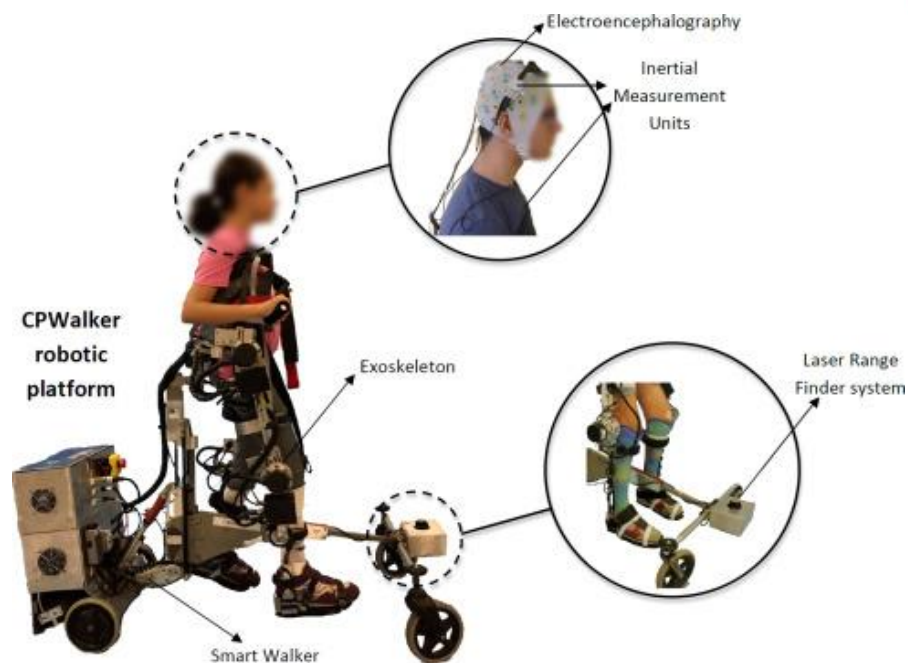 Electroencephalography
Inertial
Measurement
Units
CPWalker
robotic
platform
Exoskeleton
Laser Range
Finder system
Smart Walker